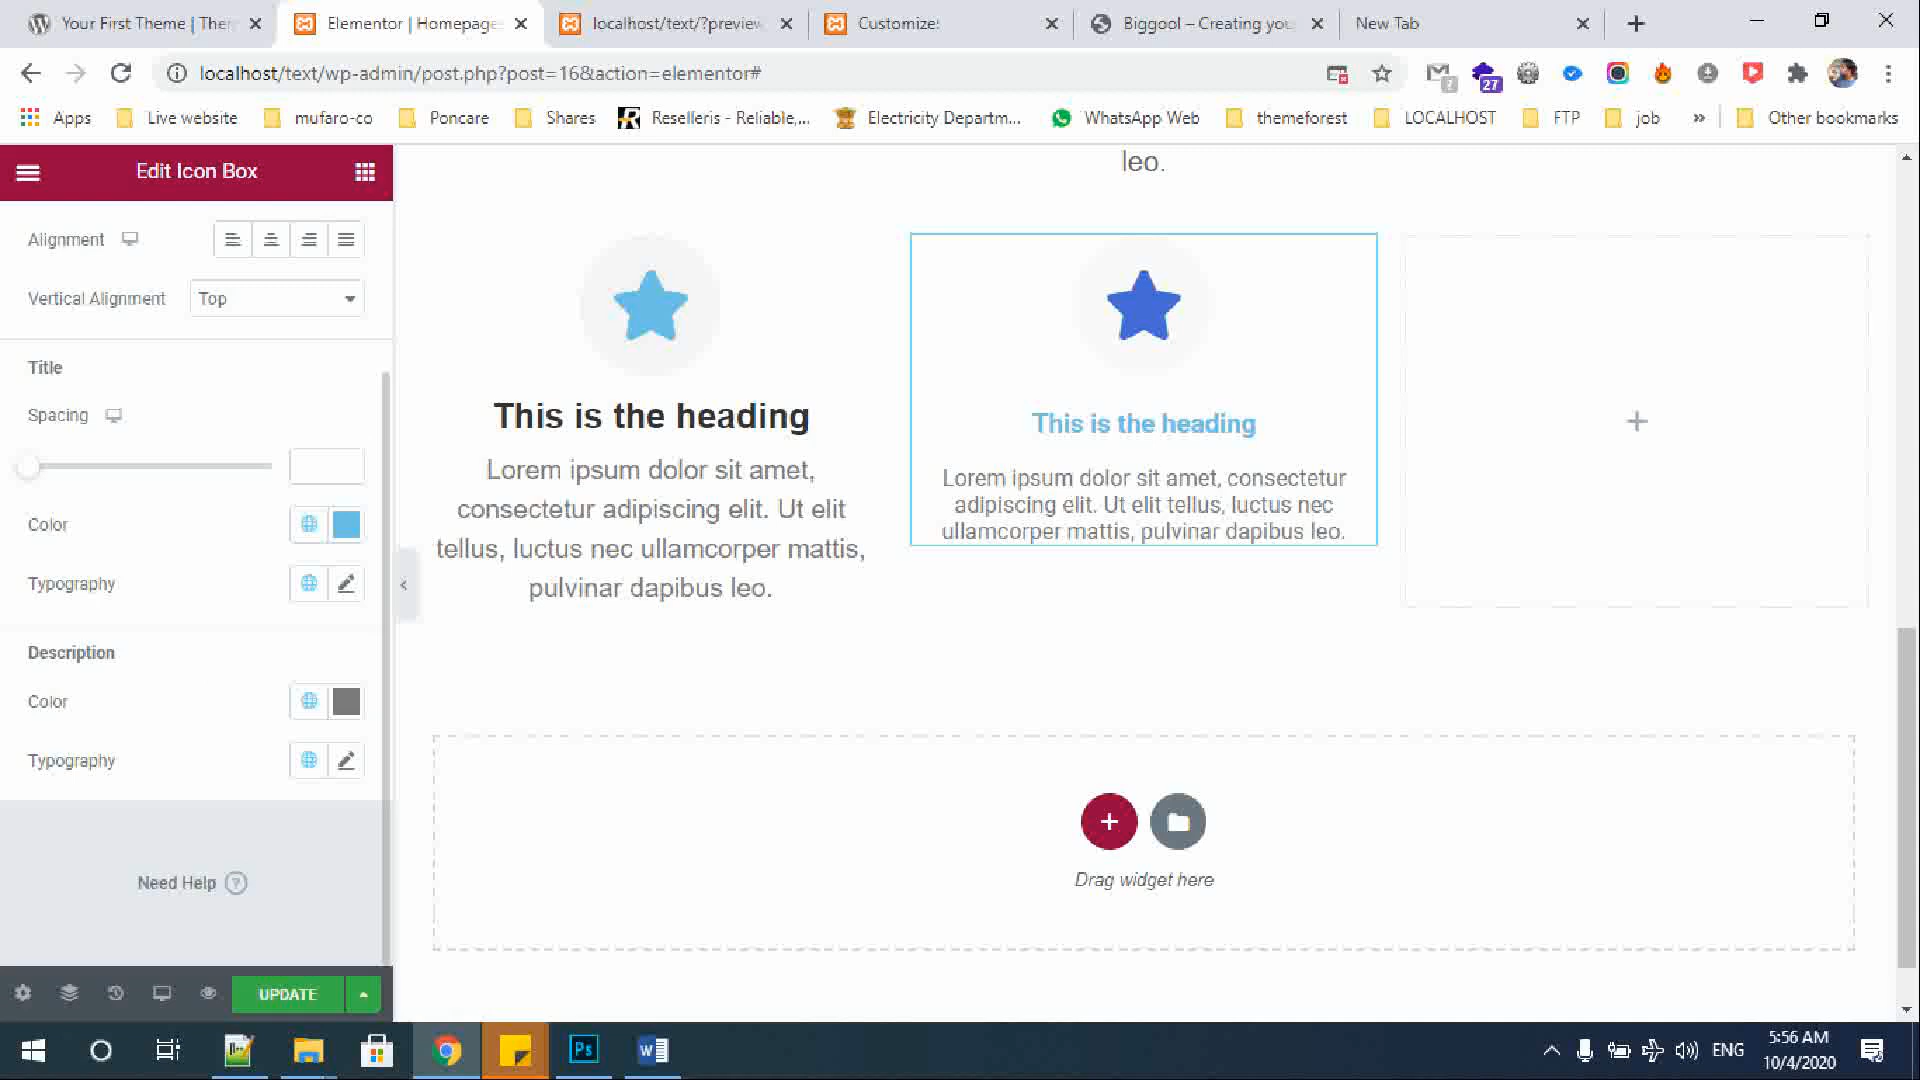 Your First Theme | Ther
Elementor | Homepage
localhost/text/?preview
Customize:
Biggool – Creating you
New Tab
localhost/text/wp-admin/post.php?post=16&action=elementor#
?
27
Apps
Live website
mufaro-co
Poncare
Shares
Reselleris - Reliable,...
Electricity Departm...
WhatsApp Web
themeforest
LOCALHOST
FTP
job
»
Other bookmarks
Edit Icon Box
Alignment
Vertical Alignment
Top
Title
Spacing
Color
Typography
Description
Color
Typography
Need Help ?
UPDATE
leo.
This is the heading
Lorem ipsum dolor sit amet,
consectetur adipiscing elit. Ut elit
tellus, luctus nec ullamcorper mattis,
pulvinar dapibus leo.
This is the heading
Lorem ipsum dolor sit amet, consectetur
adipiscing elit. Ut elit tellus, luctus nec
ullamcorper mattis, pulvinar dapibus leo.
Drag widget here
Ps
W
ENG
5:56 AM
10/4/2020